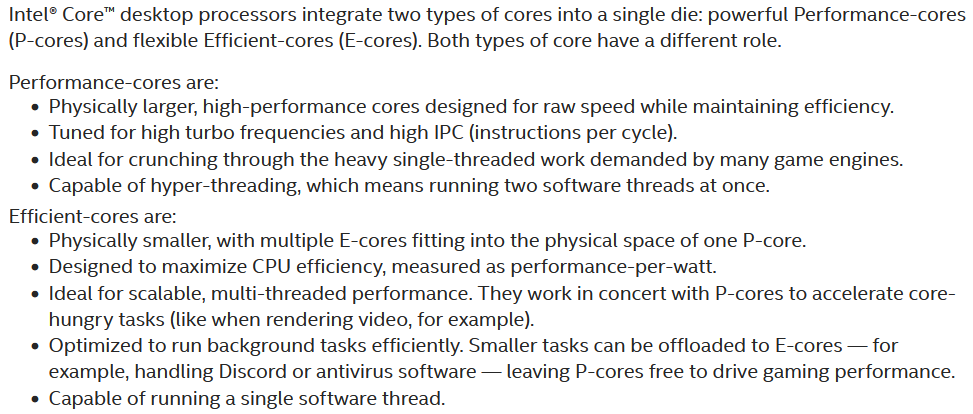 Intel® Core™ desktop processors integrate two types of cores into a single die: powerful Performance-cores
(P-cores) and flexible Efficient-cores (E-cores). Both types of core have a different role.
Performance-cores are:
• Physically larger, high-performance cores designed for raw speed while maintaining efficiency.
• Tuned for high turbo frequencies and high IPC (instructions per cycle).
• Ideal for crunching through the heavy single-threaded work demanded by many game engines.
• Capable of hyper-threading, which means running two software threads at once.
Efficient-cores are:
• Physically smaller, with multiple E-cores fitting into the physical space of one P-core.
• Designed to maximize CPU efficiency, measured as performance-per-watt.
• Ideal for scalable, multi-threaded performance. They work in concert with P-cores to accelerate core-
hungry tasks (like when rendering video, for example).
• Optimized to run background tasks efficiently. Smaller tasks can be offloaded to E-cores — for
example, handling Discord or antivirus software — leaving P-cores free to drive gaming performance.
• Capable of running a single software thread.